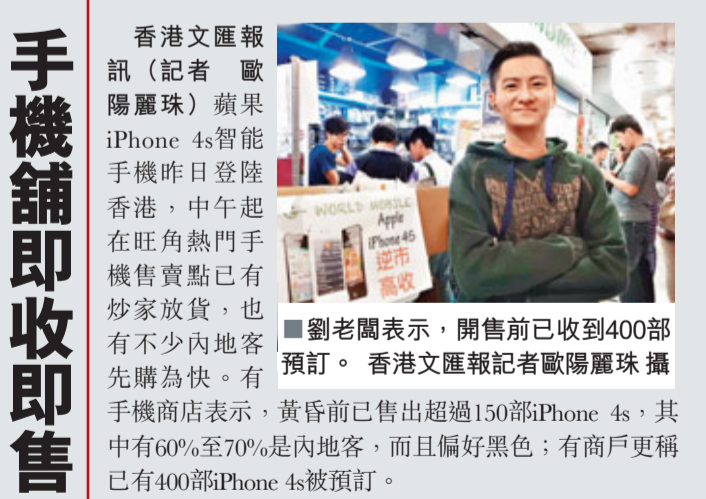 手機舖即收即售
香港文匯報
訊（記者 歐
陽麗珠）蘋果
iPhone 4s智能
手機昨日登陸
香港，中午起
在旺角熱門手
機售賣點已有
炒家放貨，也
有不少內地客
先購為快。有
手機商店表示，黃昏前已售出超過150部iPhone 4s，其
中有60%至70%是內地客，而且偏好黑色；有商戶更稱
已有400部iPhone 4s被預訂。
WORLD MOBILE
Apple
iPhone 4S
逆市
高收
■劉老闆表示，開售前已收到400部
預訂。 香港文匯報記者歐陽麗珠 攝